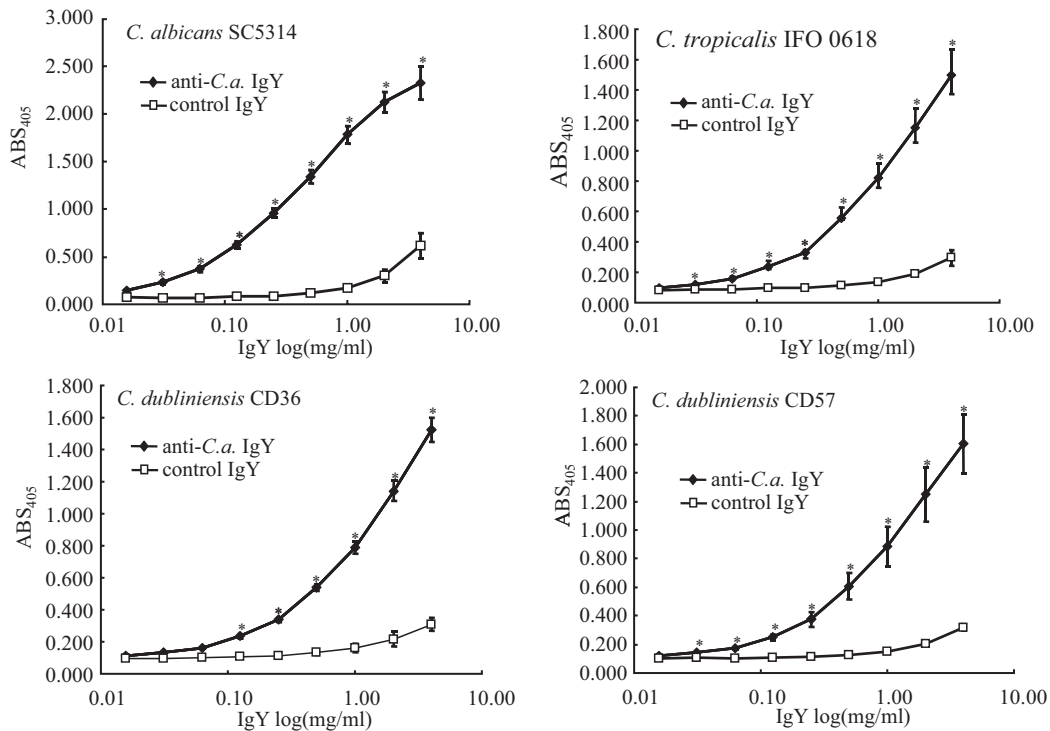 C. albicans SC5314
anti-C.a. IgY
control IgY
ABS405
3.000
2.500
2.000
1.500
1.000
0.500
0.000
* * * * * * * *
0.01 0.10 1.00 10.00
IgY log(mg/ml)
C. tropicalis IFO 0618
anti-C.a. IgY
control IgY
ABS405
1.800
1.600
1.400
1.200
1.000
0.800
0.600
0.400
0.200
0.000
* * * * * * * *
0.01 0.10 1.00 10.00
IgY log(mg/ml)
C. dubliniensis CD36
anti-C.a. IgY
control IgY
ABS405
1.800
1.600
1.400
1.200
1.000
0.800
0.600
0.400
0.200
0.000
* * * * * *
0.01 0.10 1.00 10.00
IgY log(mg/ml)
C. dubliniensis CD57
anti-C.a. IgY
control IgY
ABS405
2.000
1.800
1.600
1.400
1.200
1.000
0.800
0.600
0.400
0.200
0.000
* * * * * * * *
0.01 0.10 1.00 10.00
IgY log(mg/ml)